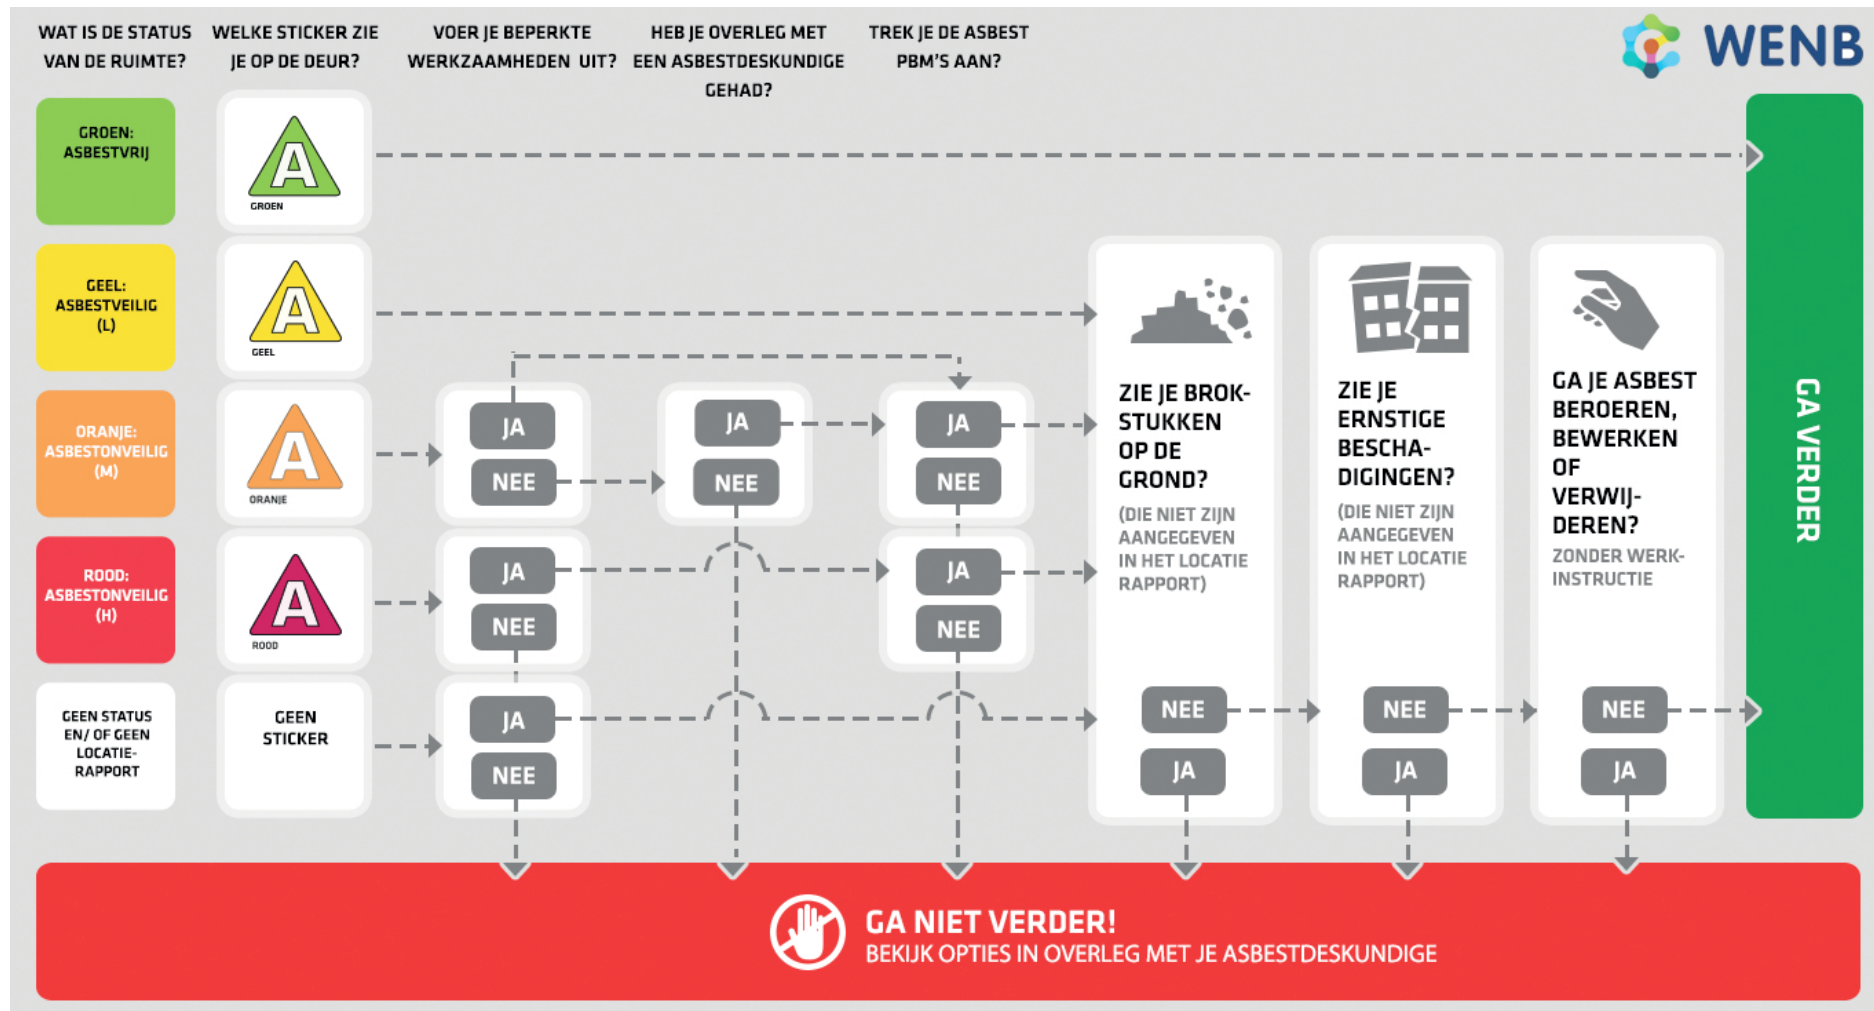 WAT IS DE STATUS
VAN DE RUIMTE?
WELKE STICKER ZIE
JE OP DE DEUR?
VOER JE BEPERKTE
WERKZAAMHEDEN UIT?
HEB JE OVERLEG MET
EEN ASBESTDESKUNDIGE
GEHAD?
TREK JE DE ASBEST
PBM'S AAN?
WENB
GROEN:
ASBESTVRIJ
A
GROEN
GEEL:
ASBESTVEILIG
(L)
A
GEEL
ORANJE:
ASBESTONVEILIG
(M)
A
ORANJE
JA
NEE
JA
NEE
JA
NEE
ROOD:
ASBESTONVEILIG
(H)
A
ROOD
JA
NEE
JA
NEE
GEEN STATUS
EN/ OF GEEN
LOCATIE-
RAPPORT
GEEN
STICKER
JA
NEE
ZIE JE BROK-
STUKKEN
OP DE
GROND?
(DIE NIET ZIJN
AANGEGEVEN
IN HET LOCATIE
RAPPORT)
NEE
JA
ZIE JE
ERNSTIGE
BESCHA-
DIGINGEN?
(DIE NIET ZIJN
AANGEGEVEN
IN HET LOCATIE
RAPPORT)
NEE
JA
GA JE ASBEST
BEROEREN,
BEWERKEN
OF
VERWIJ-
DEREN?
ZONDER WERK-
INSTRUCTIE
NEE
JA
GA VERDER
GA NIET VERDER!
BEKIJK OPTIES IN OVERLEG MET JE ASBESTDESKUNDIGE